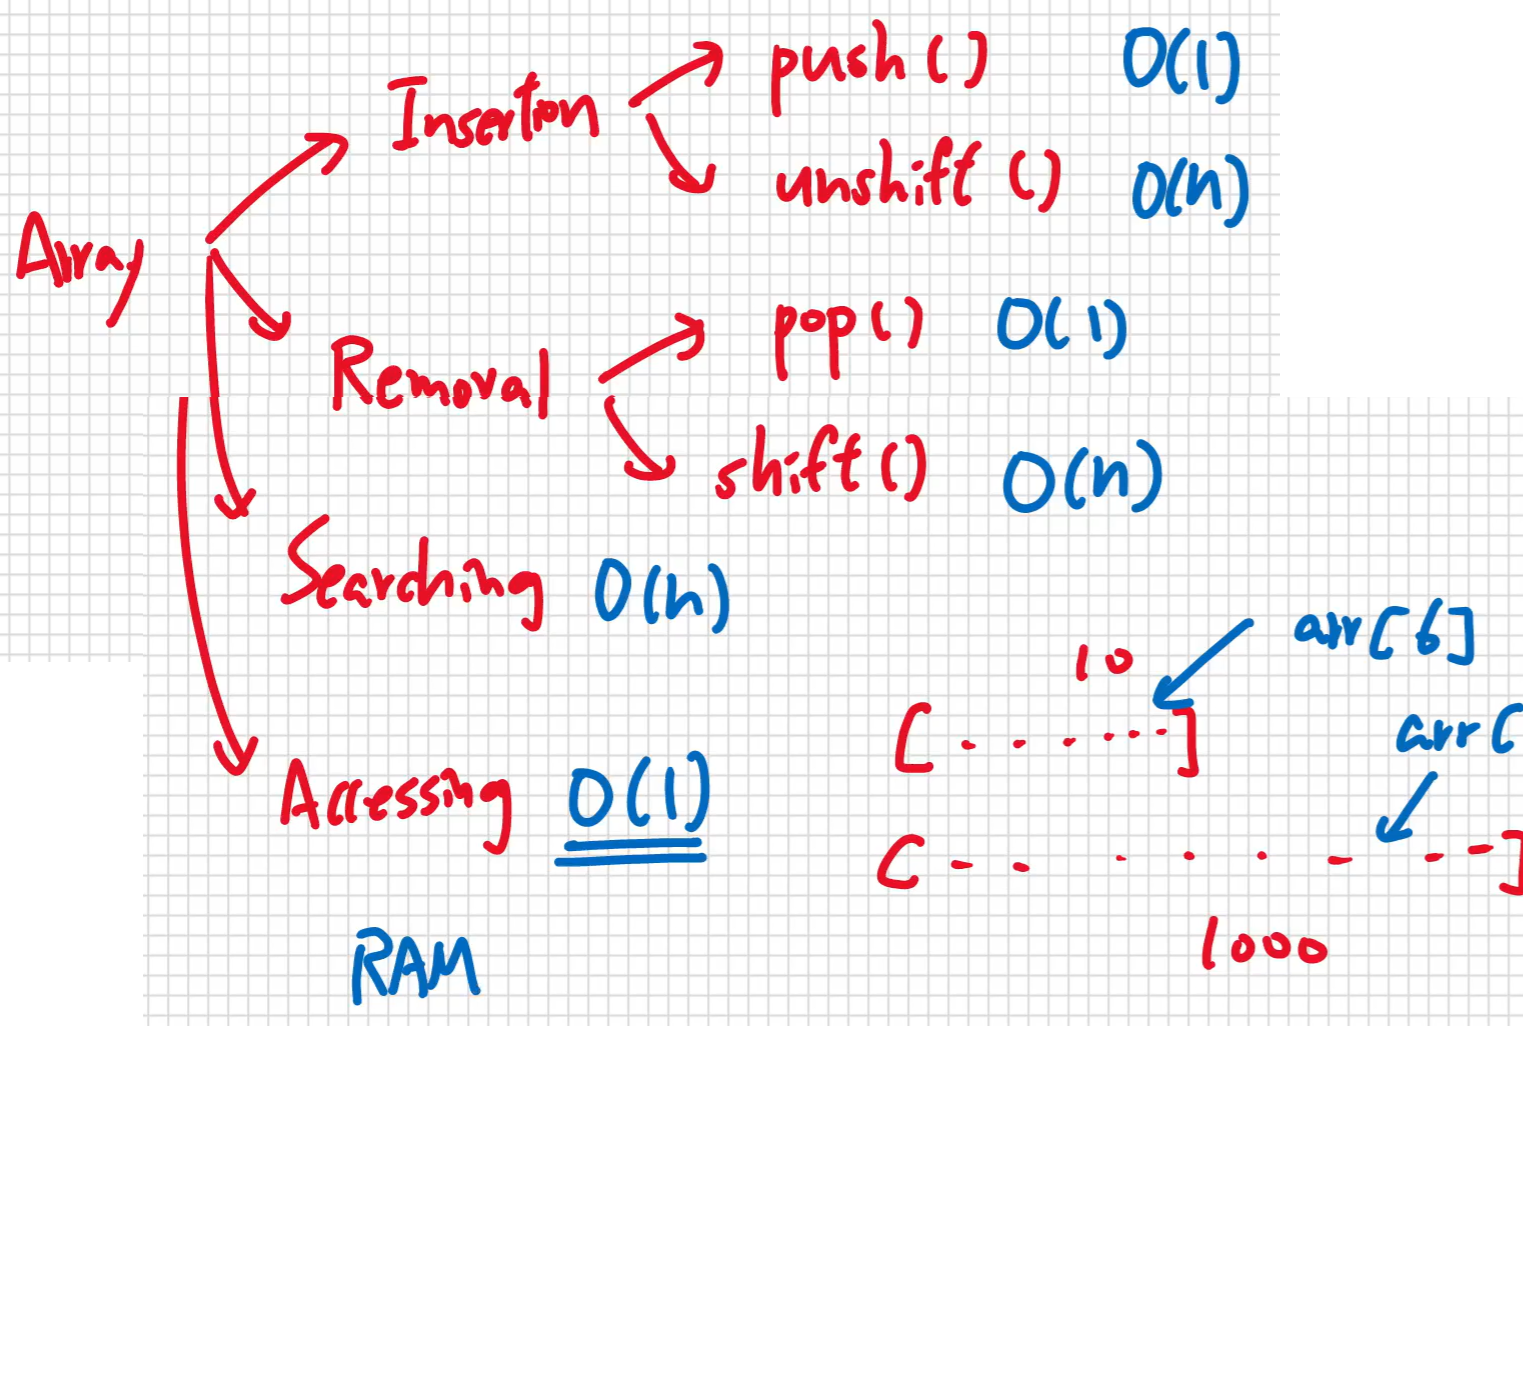 push() O(1)
Insertion
unshift() O(n)
Array
pop() O(1)
Removal
shift() O(n)
Searching O(n)
arr[6]
10
arr[
[ . . . . . . ]
Accessing O(1)
[ - - . . . - - - ]
1000
RAM